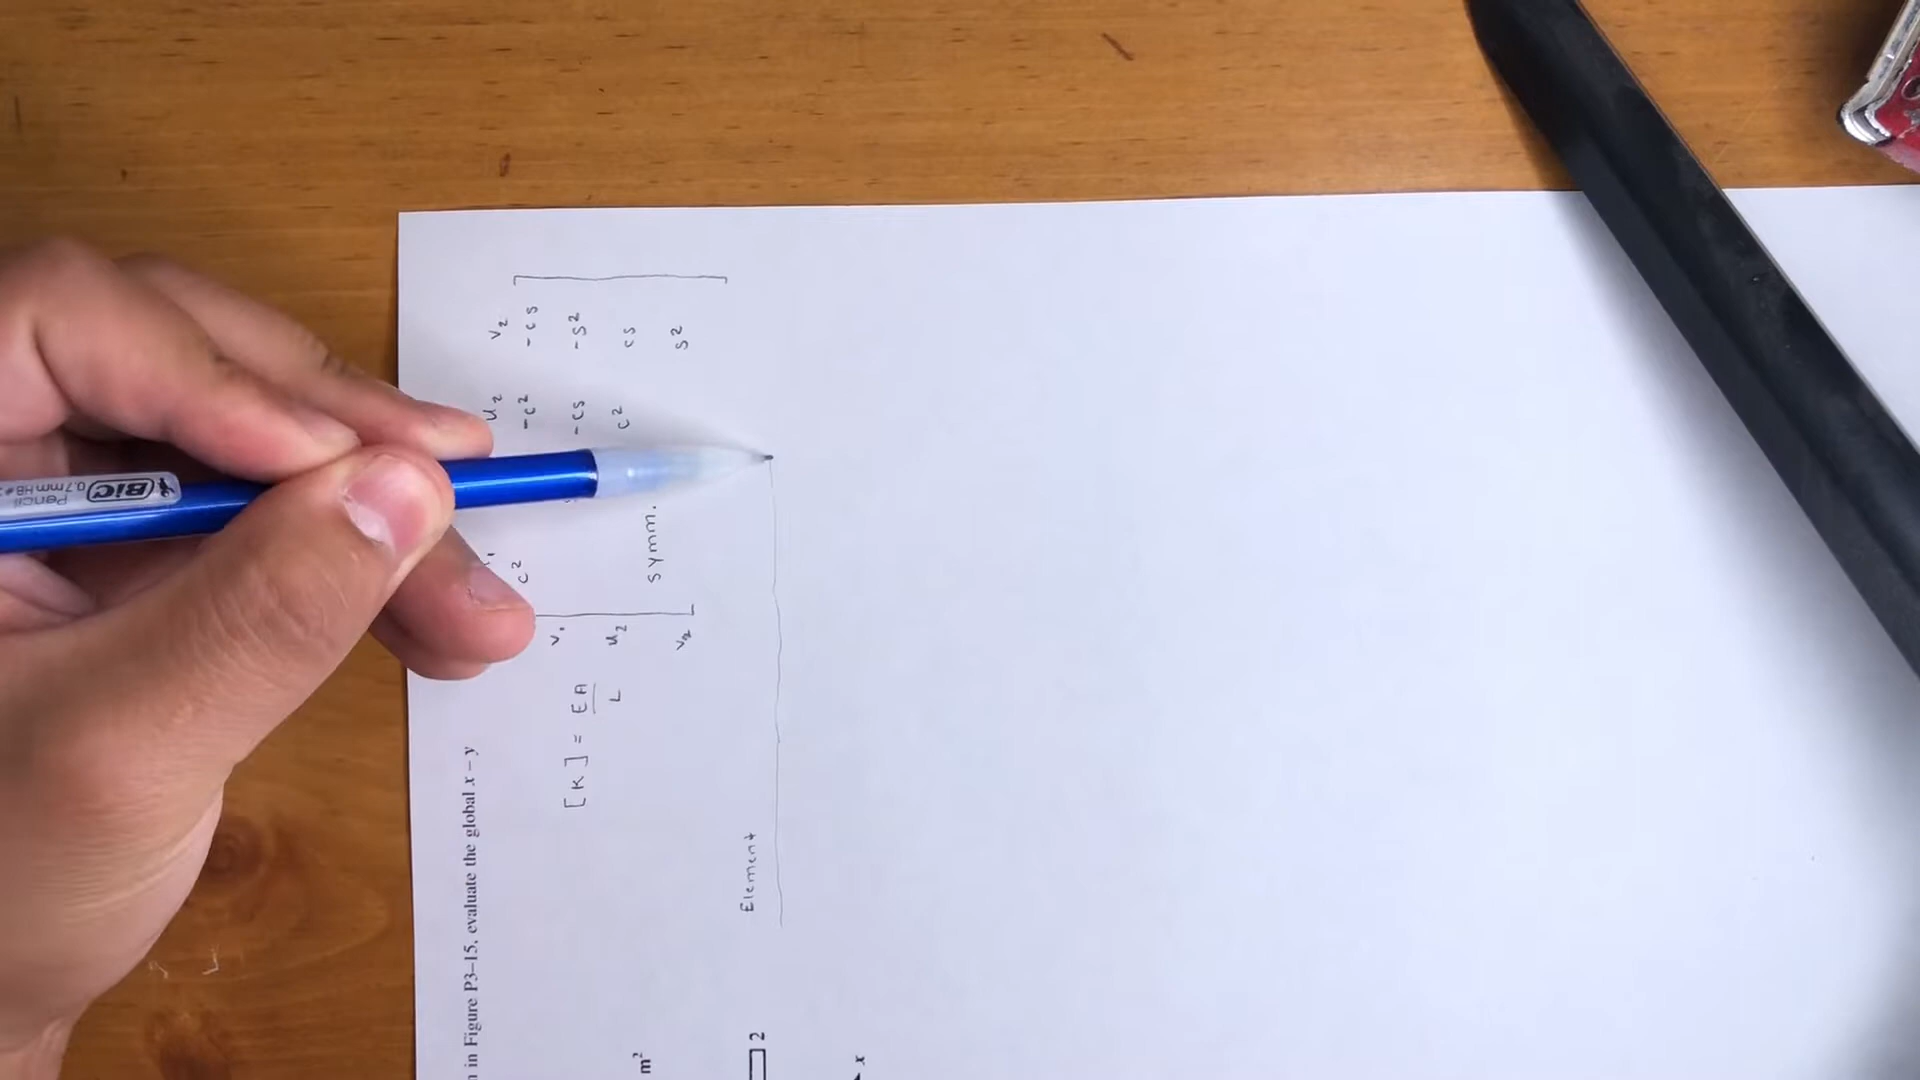 n in Figure P3–15, evaluate the global x – y
u₂ v₂
c² -c² -cs
v₁ -cs -s²
[K] = EA/L
u₂ c² cs
symm.
v₂ s²
m²
Element
2
x
BIC
Pencil
0.7mm HB #